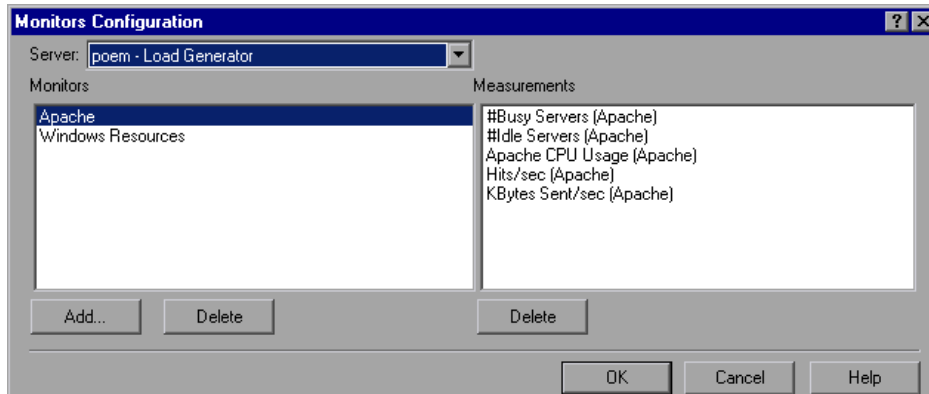 Monitors Configuration
Server: poem - Load Generator
Monitors
Measurements
Apache
Windows Resources
#Busy Servers (Apache)
#Idle Servers (Apache)
Apache CPU Usage (Apache)
Hits/sec (Apache)
KBytes Sent/sec (Apache)
Add...
Delete
Delete
OK
Cancel
Help